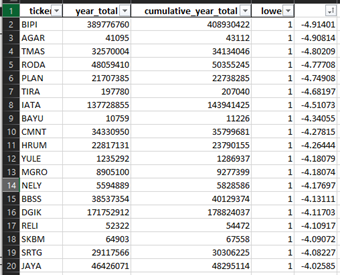 1 ticker year_total cumulative_year_total lowe
2 BIPI 389776760 408930422 1 -4.91401
3 AGAR 41095 43112 1 -4.90814
4 TMAS 32570004 34134046 1 -4.80209
5 RODA 48059410 50355245 1 -4.77708
6 PLAN 21707385 22738285 1 -4.74908
7 TIRA 197780 207040 1 -4.68197
8 IATA 137728855 143941425 1 -4.51073
9 BAYU 10759 11226 1 -4.34055
10 CMNT 34330950 35799681 1 -4.27815
11 HRUM 22817131 23790155 1 -4.26444
12 YULE 1235292 1286937 1 -4.18079
13 MGRO 8905100 9277399 1 -4.18074
14 NELY 5594889 5828586 1 -4.17697
15 BBSS 38537354 40129374 1 -4.13111
16 DGIK 171752912 178824037 1 -4.11703
17 RELI 52322 54472 1 -4.10917
18 SKBM 64903 67558 1 -4.09072
19 SRTG 29117566 30306225 1 -4.08227
20 JAYA 46426071 48295114 1 -4.02585